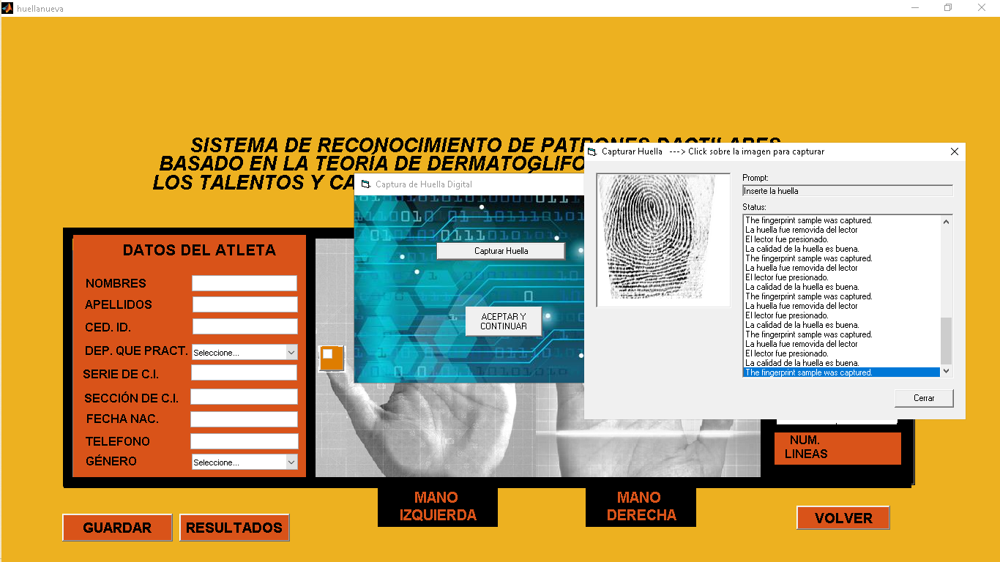 huellanueva
SISTEMA DE RECONOCIMIENTO DE PATRONES DACTILARES
BASADO EN LA TEORÍA DE DERMATOGLIFO
LOS TALENTOS Y CA
DATOS DEL ATLETA
NOMBRES
APELLIDOS
CED. ID.
DEP. QUE PRACT.
Seleccione...
SERIE DE C.I.
SECCIÓN DE C.I.
FECHA NAC.
TELEFONO
GÉNERO
Seleccione...
Captura de Huella Digital
Capturar Huella
ACEPTAR Y
CONTINUAR
Capturar Huella ---> Click sobre la imagen para capturar
Prompt:
Inserte la huella
Status:
The fingerprint sample was captured.
La huella fue removida del lector
El lector fue presionado.
La calidad de la huella es buena.
The fingerprint sample was captured.
La huella fue removida del lector
El lector fue presionado.
La calidad de la huella es buena.
The fingerprint sample was captured.
La huella fue removida del lector
El lector fue presionado.
La calidad de la huella es buena.
The fingerprint sample was captured.
La huella fue removida del lector
El lector fue presionado.
La calidad de la huella es buena.
The fingerprint sample was captured.
Cerrar
NUM.
LINEAS
MANO
IZQUIERDA
MANO
DERECHA
GUARDAR
RESULTADOS
VOLVER